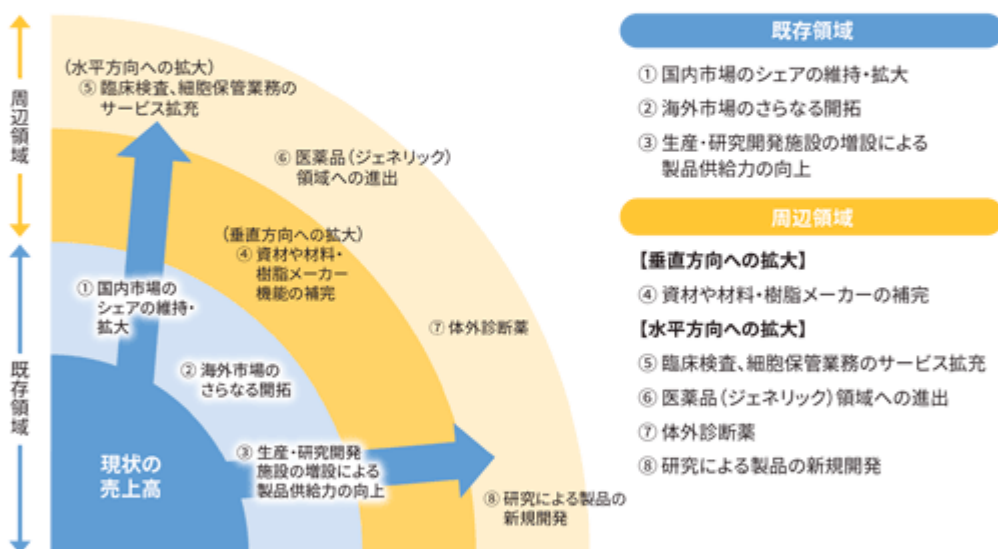 周辺領域
既存領域
(水平方向への拡大)
⑤ 臨床検査、細胞保管業務の
サービス拡充
⑥ 医薬品(ジェネリック)
領域への進出
(垂直方向への拡大)
④ 資材や材料・
樹脂メーカー
機能の補完
① 国内市場の
シェアの維持・
拡大
⑦ 体外診断薬
② 海外市場の
さらなる開拓
③ 生産・研究開発
施設の増設による
製品供給力の向上
現状の
売上高
⑧ 研究による製品の
新規開発
既存領域
① 国内市場のシェアの維持・拡大
② 海外市場のさらなる開拓
③ 生産・研究開発施設の増設による
製品供給力の向上
周辺領域
【垂直方向への拡大】
④ 資材や材料・樹脂メーカーの補完
【水平方向への拡大】
⑤ 臨床検査、細胞保管業務のサービス拡充
⑥ 医薬品(ジェネリック)領域への進出
⑦ 体外診断薬
⑧ 研究による製品の新規開発